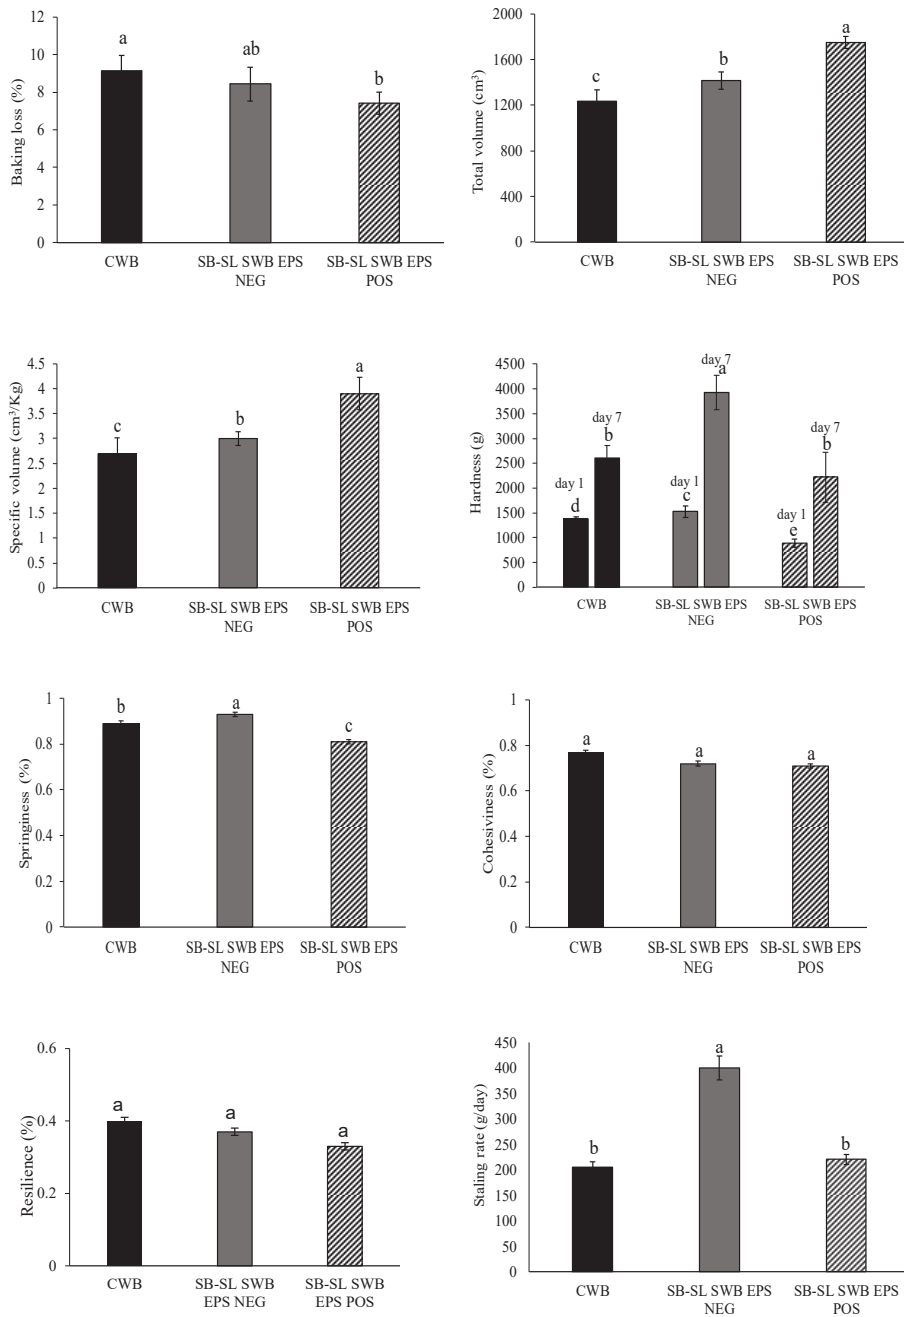 12
10
8
6
4
2
0
Baking loss (%)
a
ab
b
CWB
SB-SL SWB EPS
NEG
SB-SL SWB EPS
POS
2000
1600
1200
800
400
0
Total volume (cm³)
c
b
a
CWB
SB-SL SWB EPS
NEG
SB-SL SWB EPS
POS
4.5
4
3.5
3
2.5
2
1.5
1
0.5
0
Specific volume (cm³/Kg)
c
b
a
CWB
SB-SL SWB EPS
NEG
SB-SL SWB EPS
POS
4500
4000
3500
3000
2500
2000
1500
1000
500
0
Hardness (g)
day 1
d
day 7
b
day 1
c
day 7
a
day 1
e
day 7
b
CWB
SB-SL SWB EPS
NEG
SB-SL SWB EPS
POS
1
0.8
0.6
0.4
0.2
0
Springiness (%)
b
a
c
CWB
SB-SL SWB EPS
NEG
SB-SL SWB EPS
POS
1
0.8
0.6
0.4
0.2
0
Cohesiviness (%)
a
a
a
CWB
SB-SL SWB EPS
NEG
SB-SL SWB EPS
POS
0.6
0.4
0.2
0
Resilience (%)
a
a
a
CWB
SB-SL SWB
EPS NEG
SB-SL SWB
EPS POS
450
400
350
300
250
200
150
100
50
0
Staling rate (g/day)
b
a
b
CWB
SB-SL SWB EPS
NEG
SB-SL SWB EPS
POS